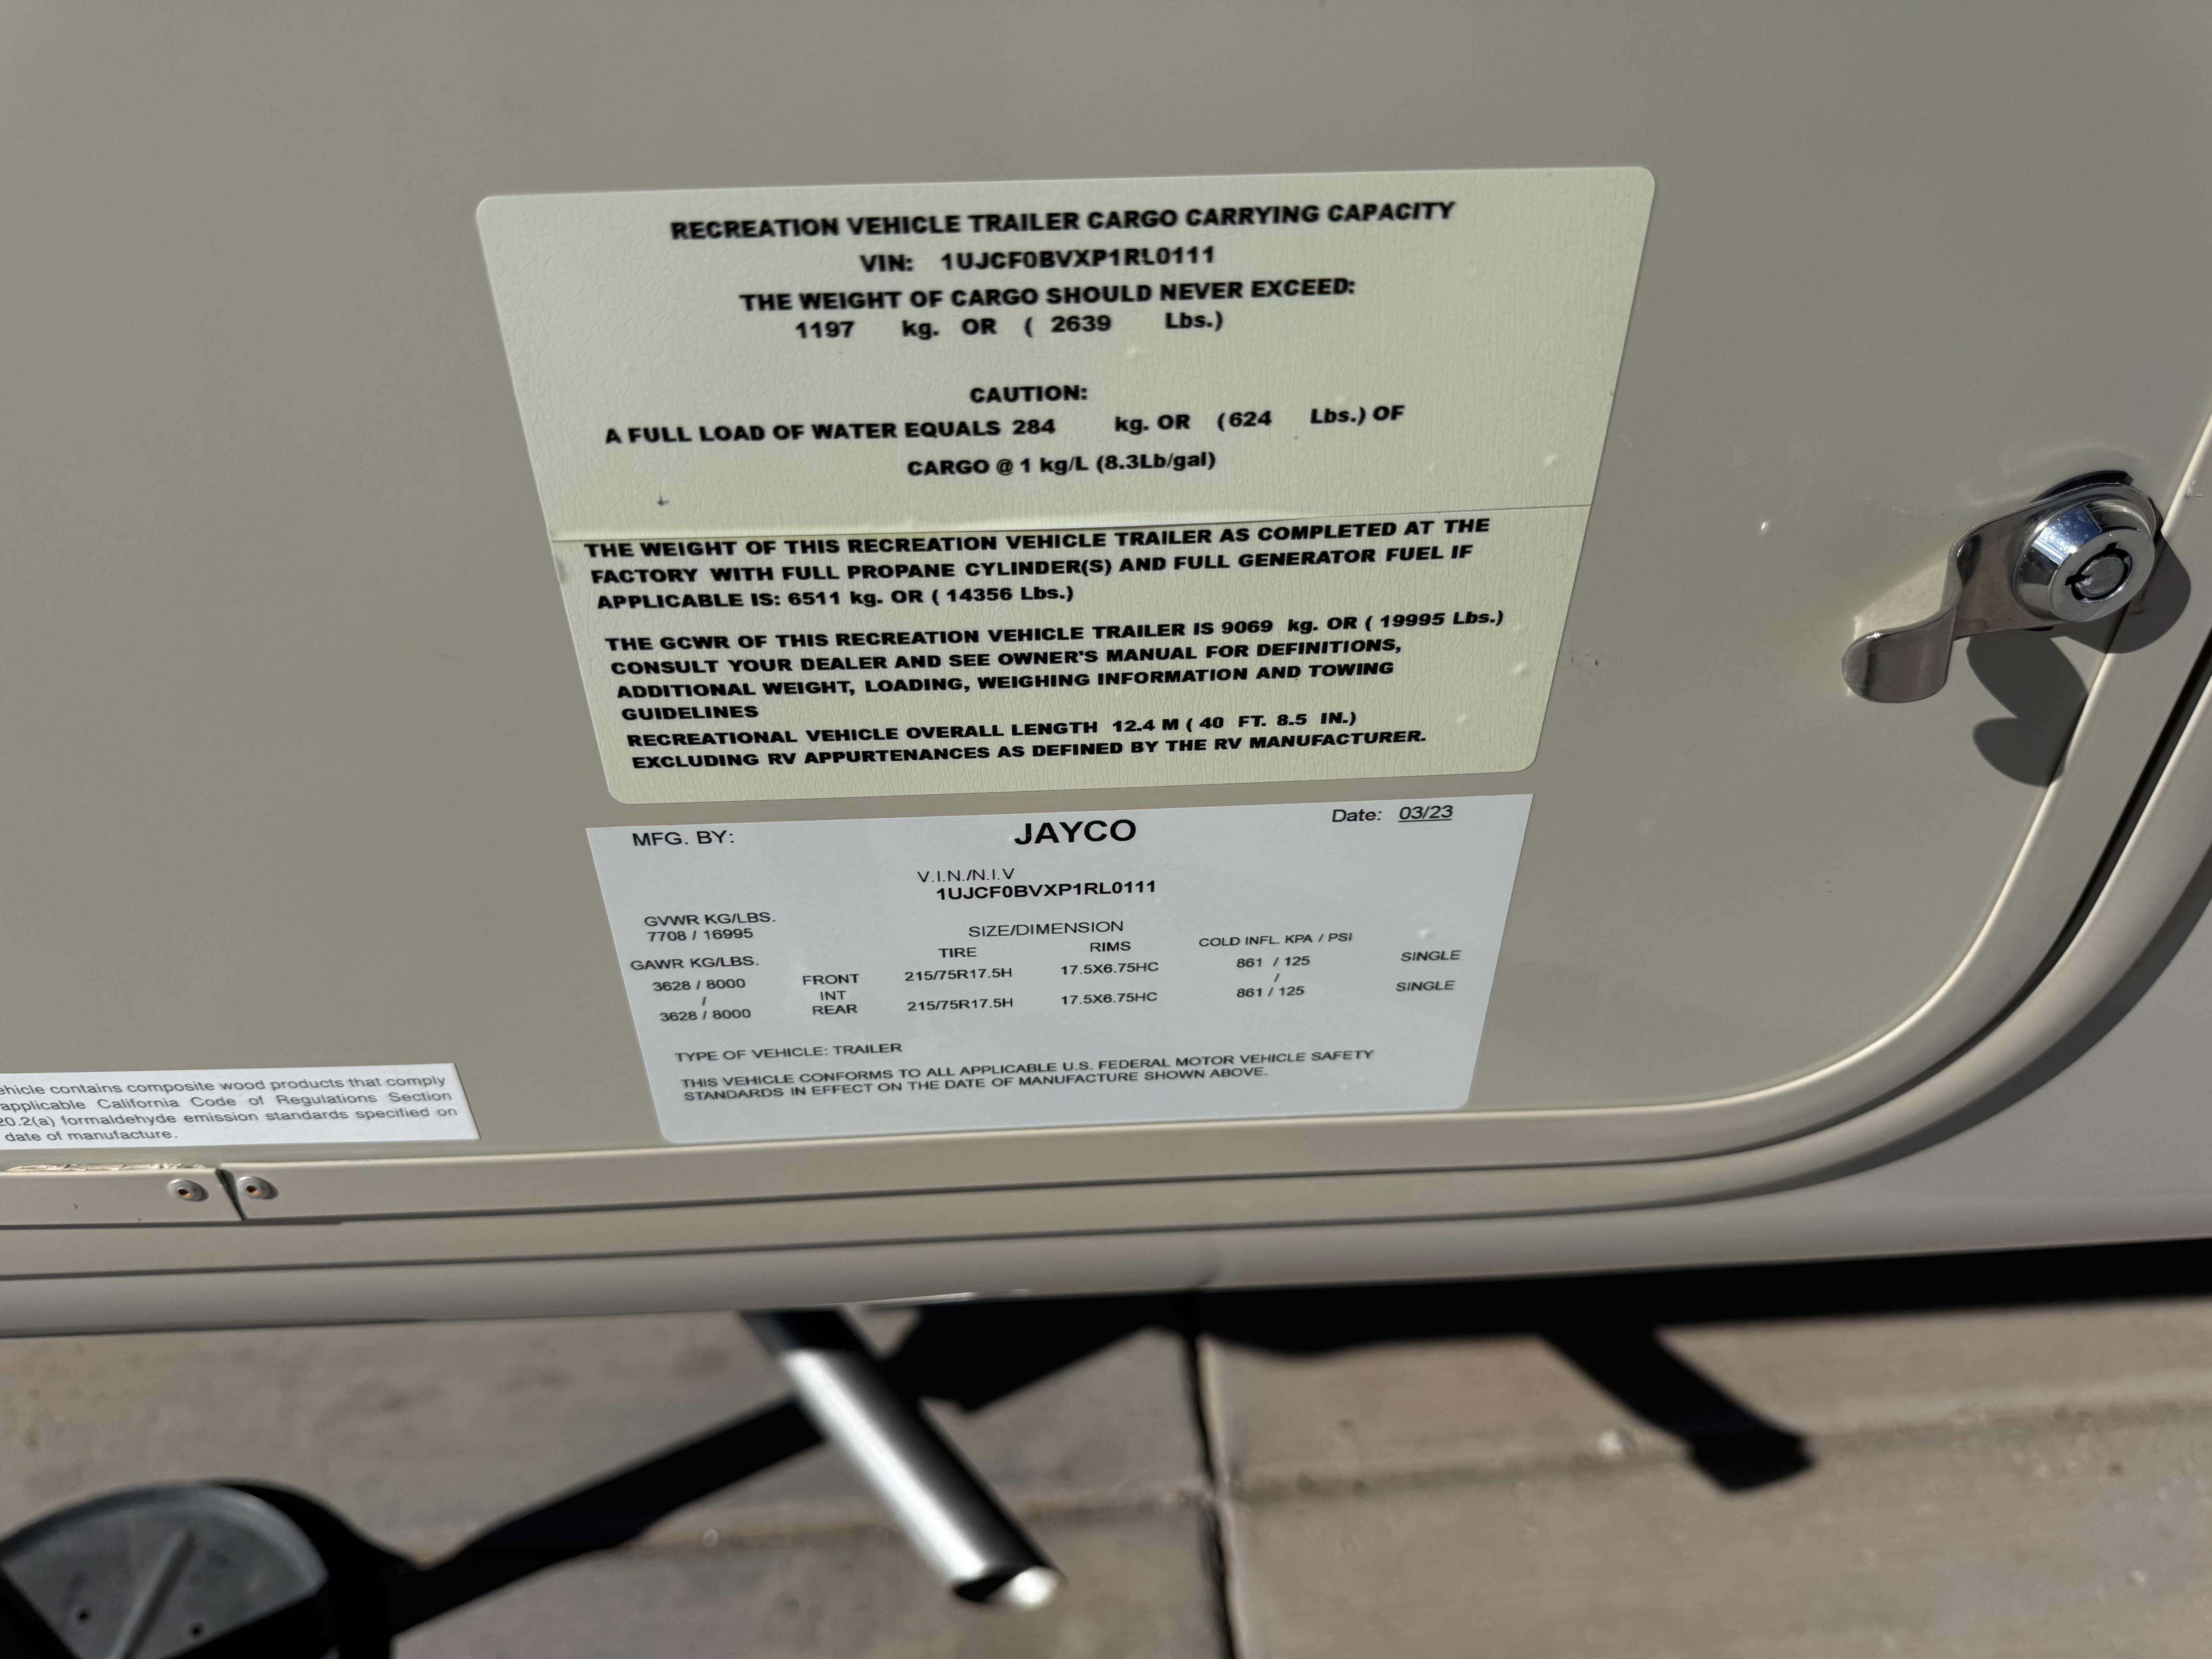 RECREATION VEHICLE TRAILER CARGO CARRYING CAPACITY
VIN: 1UJCF0BVXP1RL0111
THE WEIGHT OF CARGO SHOULD NEVER EXCEED:
1197 kg. OR ( 2639 Lbs.)
CAUTION:
A FULL LOAD OF WATER EQUALS 284 kg. OR (624 Lbs.) OF
CARGO @ 1 kg/L (8.3Lb/gal)
THE WEIGHT OF THIS RECREATION VEHICLE TRAILER AS COMPLETED AT THE
FACTORY WITH FULL PROPANE CYLINDER(S) AND FULL GENERATOR FUEL IF
APPLICABLE IS: 6511 kg. OR ( 14356 Lbs.)
THE GCWR OF THIS RECREATION VEHICLE TRAILER IS 9069 kg. OR ( 19995 Lbs.)
CONSULT YOUR DEALER AND SEE OWNER'S MANUAL FOR DEFINITIONS,
ADDITIONAL WEIGHT, LOADING, WEIGHING INFORMATION AND TOWING
GUIDELINES
RECREATIONAL VEHICLE OVERALL LENGTH 12.4 M ( 40 FT. 8.5 IN.)
EXCLUDING RV APPURTENANCES AS DEFINED BY THE RV MANUFACTURER.
MFG. BY: JAYCO Date: 03/23
V.I.N./N.I.V
1UJCF0BVXP1RL0111
GVWR KG/LBS.
7708 / 16995
SIZE/DIMENSION
GAWR KG/LBS. TIRE RIMS COLD INFL. KPA / PSI
3628 / 8000 FRONT 215/75R17.5H 17.5X6.75HC 861 / 125 SINGLE
/ INT /
3628 / 8000 REAR 215/75R17.5H 17.5X6.75HC 861 / 125 SINGLE
TYPE OF VEHICLE: TRAILER
THIS VEHICLE CONFORMS TO ALL APPLICABLE U.S. FEDERAL MOTOR VEHICLE SAFETY
STANDARDS IN EFFECT ON THE DATE OF MANUFACTURE SHOWN ABOVE.
ehicle contains composite wood products that comply
applicable California Code of Regulations Section
20.2(a) formaldehyde emission standards specified on
date of manufacture.